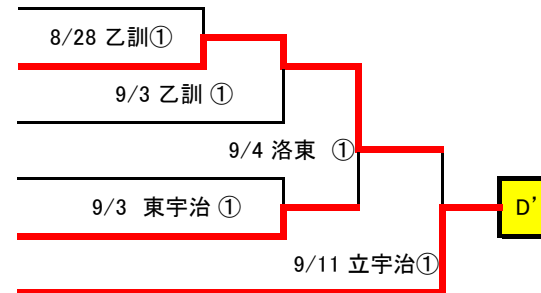 8/28 乙訓①
9/3 乙訓 ①
9/4 洛東 ①
9/3 東宇治 ①
D’
9/11 立宇治①